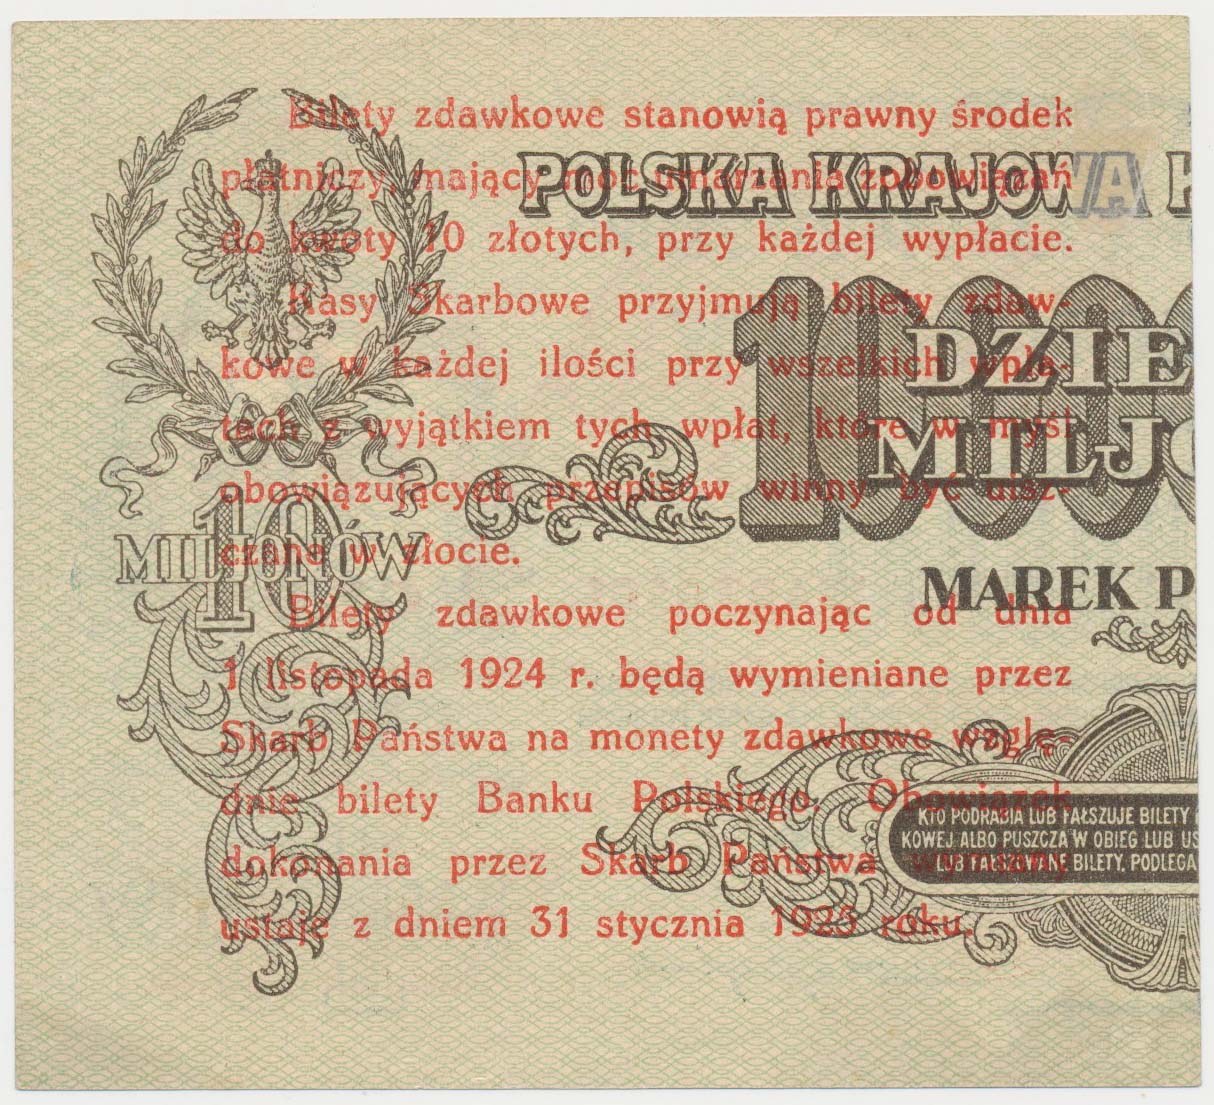 Bilety zdawkowe stanowią prawny środek
płatniczy, mający moc umarzania zobowiązań
do kwoty 10 złotych, przy każdej wypłacie.
Kasy Skarbowe przyjmują bilety zdaw-
kowe w każdej ilości przy wszelkich wpła-
tach z wyjątkiem tych wpłat, które w myśl
obowiązujących przepisów winny być uisz-
czane w złocie.
Bilety zdawkowe poczynając od dnia
1 listopada 1924 r. będą wymieniane przez
Skarb Państwa na monety zdawkowe wzglę-
dnie bilety Banku Polskiego. Obowiązek
dokonania przez Skarb Państwa wymiany
ustaje z dniem 31 stycznia 1925 roku.
POLSKA KRAJOWA K
10000
DZIE
MILJO
MAREK P
10
MILJONÓW
KTO PODRABIA LUB FAŁSZUJE BILETY
KOWEJ ALBO PUSZCZA W OBIEG LUB US
LUB FAŁSZOWANE BILETY, PODLEGA